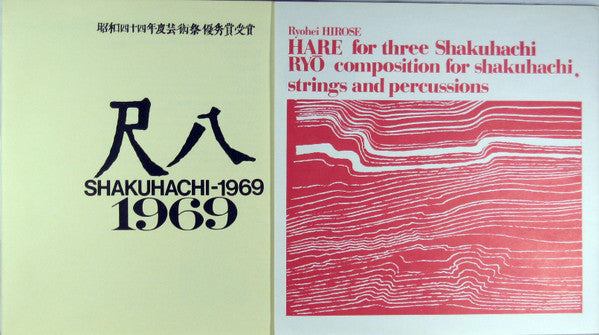 昭和四十四年度芸術祭優秀賞受賞
尺八
SHAKUHACHI-1969
1969
Ryohei HIROSE
HARE for three Shakuhachi
RYO composition for shakuhachi,
strings and percussions